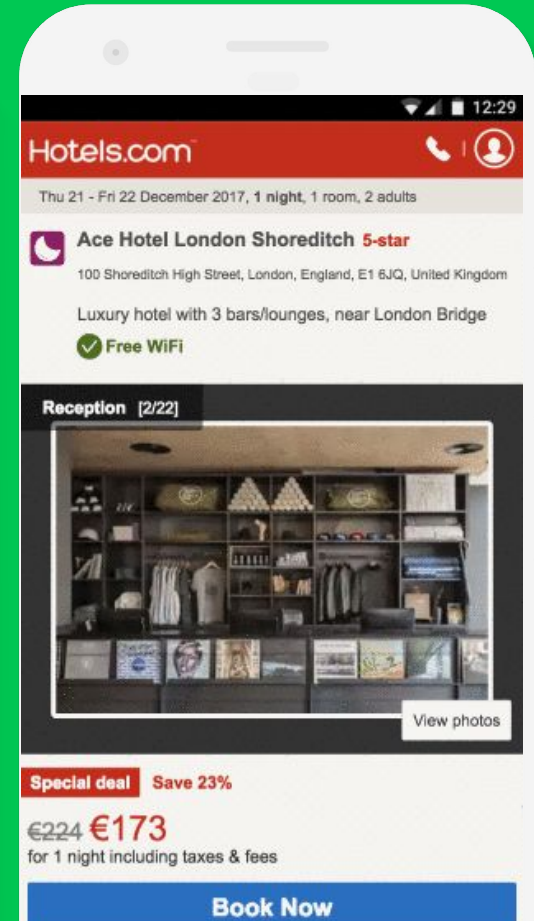 12:29
Hotels.com
Thu 21 - Fri 22 December 2017, 1 night, 1 room, 2 adults
Ace Hotel London Shoreditch 5-star
100 Shoreditch High Street, London, England, E1 6JQ, United Kingdom
Luxury hotel with 3 bars/lounges, near London Bridge
Free WiFi
Reception [2/22]
View photos
Special deal Save 23%
€224 €173
for 1 night including taxes & fees
Book Now